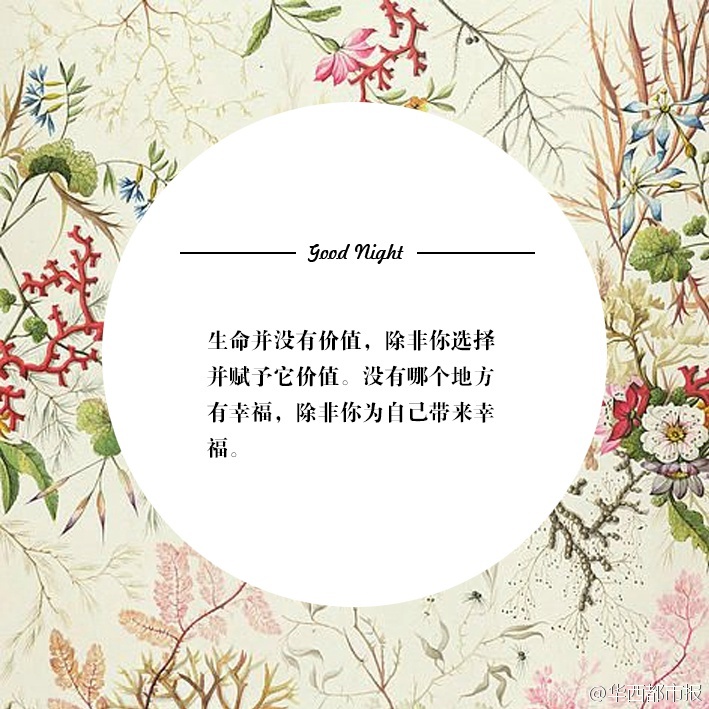 Good Night
生命并没有价值，除非你选择
并赋予它价值。没有哪个地方
有幸福，除非你为自己带来幸
福。
@华西都市报